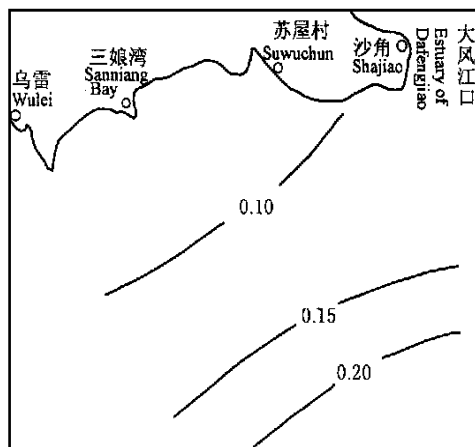 乌雷
Wulei
三娘湾
Sanniang
Bay
苏屋村
Suwuchun
沙角
Shajiao
大风江口
Estuary of
Dafengjiao
0.10
0.15
0.20